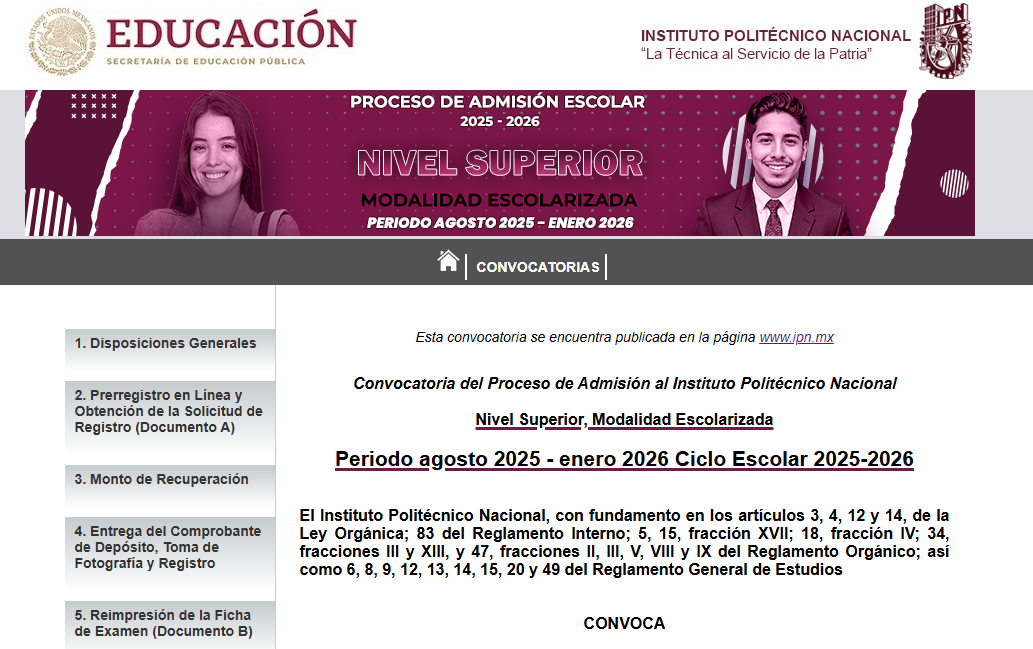 EDUCACIÓN
SECRETARÍA DE EDUCACIÓN PÚBLICA
INSTITUTO POLITÉCNICO NACIONAL
“La Técnica al Servicio de la Patria”
IPN
PROCESO DE ADMISIÓN ESCOLAR
2025 - 2026
NIVEL SUPERIOR
MODALIDAD ESCOLARIZADA
PERIODO AGOSTO 2025 – ENERO 2026
CONVOCATORIAS
1. Disposiciones Generales
2. Prerregistro en Línea y
Obtención de la Solicitud de
Registro (Documento A)
3. Monto de Recuperación
4. Entrega del Comprobante
de Depósito, Toma de
Fotografía y Registro
5. Reimpresión de la Ficha
de Examen (Documento B)
Esta convocatoria se encuentra publicada en la página www.ipn.mx
Convocatoria del Proceso de Admisión al Instituto Politécnico Nacional
Nivel Superior, Modalidad Escolarizada
Periodo agosto 2025 - enero 2026 Ciclo Escolar 2025-2026
El Instituto Politécnico Nacional, con fundamento en los artículos 3, 4, 12 y 14, de la
Ley Orgánica; 83 del Reglamento Interno; 5, 15, fracción XVII; 18, fracción IV; 34,
fracciones III y XIII, y 47, fracciones II, III, V, VIII y IX del Reglamento Orgánico; así
como 6, 8, 9, 12, 13, 14, 15, 20 y 49 del Reglamento General de Estudios
CONVOCA